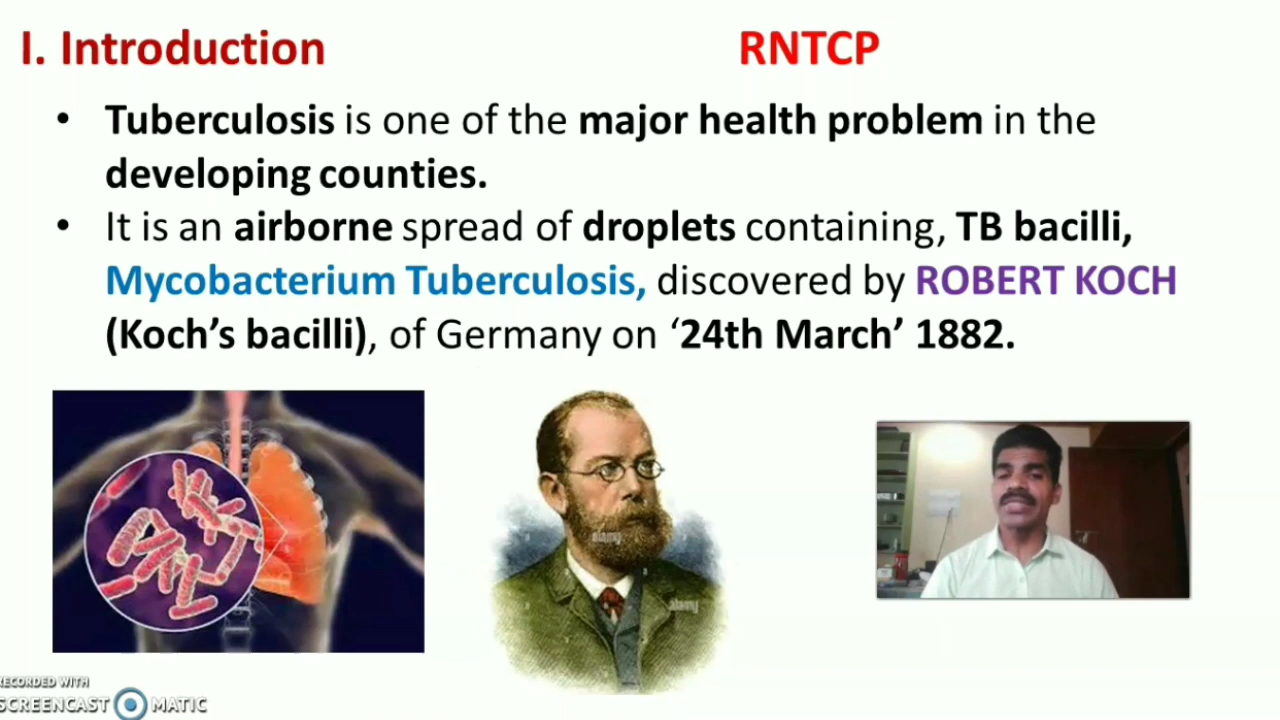 I. Introduction RNTCP
• Tuberculosis is one of the major health problem in the
developing counties.
• It is an airborne spread of droplets containing, TB bacilli,
Mycobacterium Tuberculosis, discovered by ROBERT KOCH
(Koch’s bacilli), of Germany on ‘24th March’ 1882.
alamy
alamy
RECORDED WITH
SCREENCAST MATIC